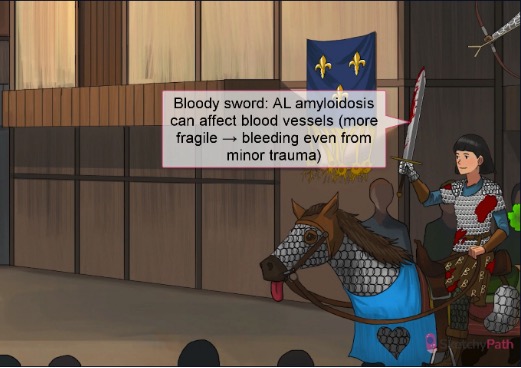 Bloody sword: AL amyloidosis
can affect blood vessels (more
fragile → bleeding even from
minor trauma)
SketchyPath